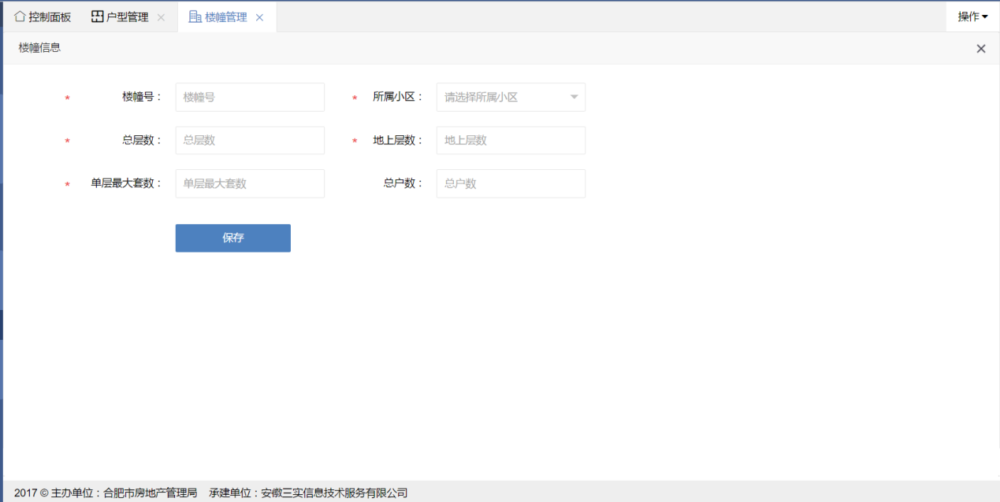 控制面板 户型管理 楼幢管理 操作
楼幢信息
* 楼幢号： 楼幢号 * 所属小区： 请选择所属小区
* 总层数： 总层数 * 地上层数： 地上层数
* 单层最大套数： 单层最大套数 总户数： 总户数
保存
2017 © 主办单位：合肥市房地产管理局 承建单位：安徽三实信息技术服务有限公司